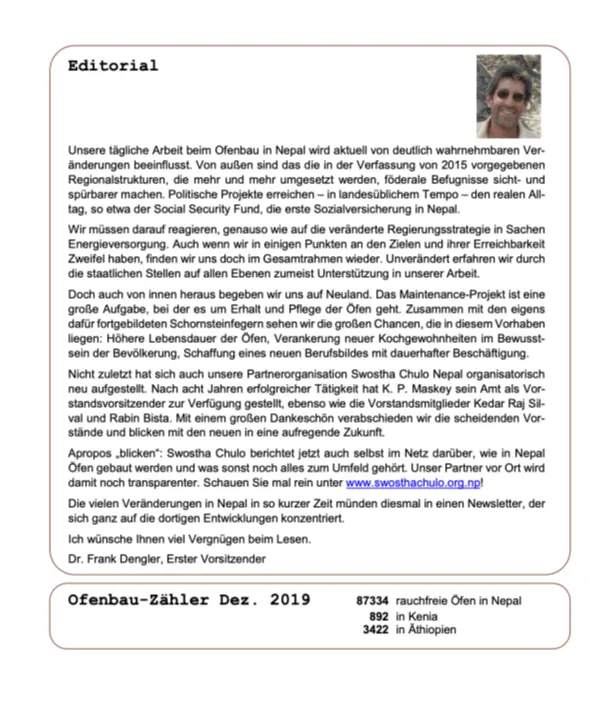 Editorial
Unsere tägliche Arbeit beim Ofenbau in Nepal wird aktuell von deutlich wahrnehmbaren Ver-
änderungen beeinflusst. Von außen sind das die in der Verfassung von 2015 vorgegebenen
Regionalstrukturen, die mehr und mehr umgesetzt werden, föderale Befugnisse sicht- und
spürbarer machen. Politische Projekte erreichen – in landesüblichem Tempo – den realen All-
tag, so etwa der Social Security Fund, die erste Sozialversicherung in Nepal.
Wir müssen darauf reagieren, genauso wie auf die veränderte Regierungsstrategie in Sachen
Energieversorgung. Auch wenn wir in einigen Punkten an den Zielen und ihrer Erreichbarkeit
Zweifel haben, finden wir uns doch im Gesamtrahmen wieder. Unverändert erfahren wir durch
die staatlichen Stellen auf allen Ebenen zumeist Unterstützung in unserer Arbeit.
Doch auch von innen heraus begeben wir uns auf Neuland. Das Maintenance-Projekt ist eine
große Aufgabe, bei der es um Erhalt und Pflege der Öfen geht. Zusammen mit den eigens
dafür fortgebildeten Schornsteinfegern sehen wir die großen Chancen, die in diesem Vorhaben
liegen: Höhere Lebensdauer der Öfen, Verankerung neuer Kochgewohnheiten im Bewusst-
sein der Bevölkerung, Schaffung eines neuen Berufsbildes mit dauerhafter Beschäftigung.
Nicht zuletzt hat sich auch unsere Partnerorganisation Swostha Chulo Nepal organisatorisch
neu aufgestellt. Nach acht Jahren erfolgreicher Tätigkeit hat K. P. Maskey sein Amt als Vor-
standsvorsitzender zur Verfügung gestellt, ebenso wie die Vorstandsmitglieder Kedar Raj Sil-
val und Rabin Bista. Mit einem großen Dankeschön verabschieden wir die scheidenden Vor-
stände und blicken mit den neuen in eine aufregende Zukunft.
Apropos „blicken“: Swostha Chulo berichtet jetzt auch selbst im Netz darüber, wie in Nepal
Öfen gebaut werden und was sonst noch alles zum Umfeld gehört. Unser Partner vor Ort wird
damit noch transparenter. Schauen Sie mal rein unter www.swosthachulo.org.np!
Die vielen Veränderungen in Nepal in so kurzer Zeit münden diesmal in einen Newsletter, der
sich ganz auf die dortigen Entwicklungen konzentriert.
Ich wünsche Ihnen viel Vergnügen beim Lesen.
Dr. Frank Dengler, Erster Vorsitzender
Ofenbau-Zähler Dez. 2019 87334 rauchfreie Öfen in Nepal
892 in Kenia
3422 in Äthiopien